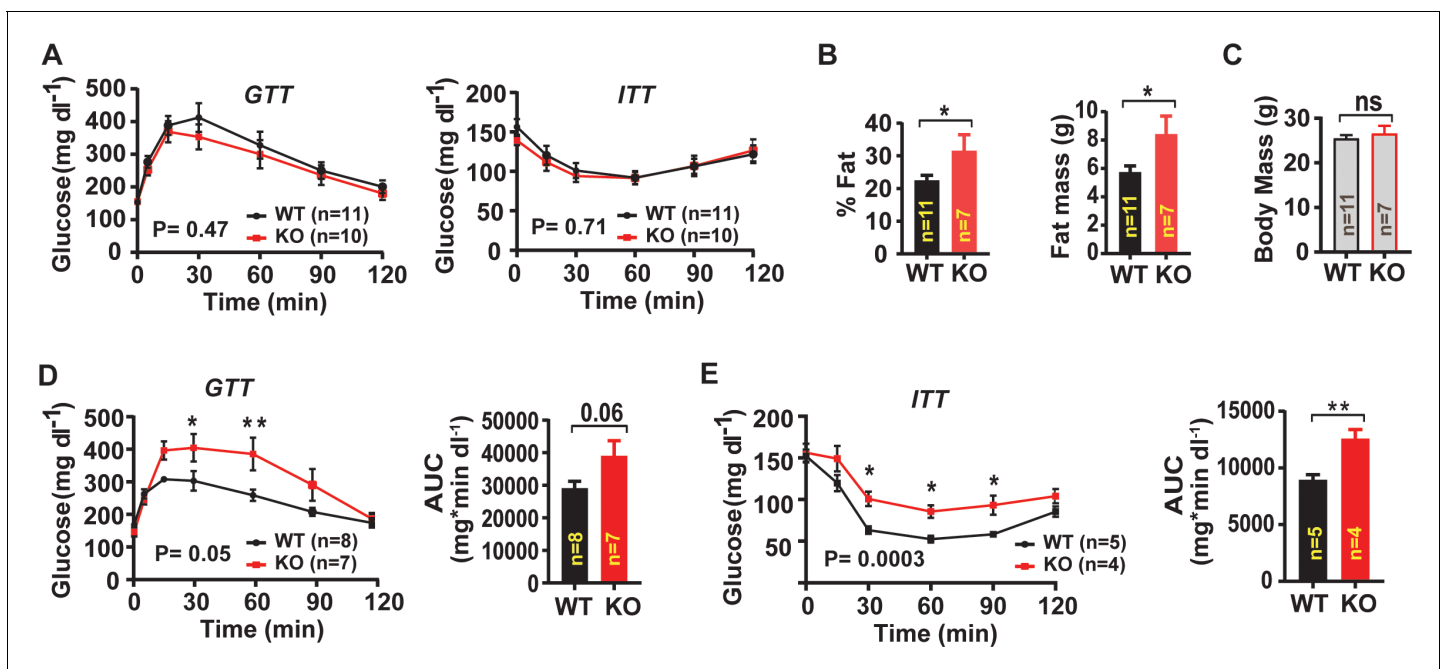 A
GTT
Glucose(mg dl-1)
500
400
300
200
100
0
P= 0.47
WT (n=11)
KO (n=10)
0 30 60 90 120
Time (min)
ITT
Glucose(mg dl-1)
200
150
100
50
0
P= 0.71
WT (n=11)
KO (n=10)
0 30 60 90 120
Time (min)
B
% Fat
40
30
20
10
0
*
n=11
n=7
WT KO
Fat mass (g)
10
8
6
4
2
0
*
n=11
n=7
WT KO
C
Body Mass (g)
30
20
10
0
ns
n=11
n=7
WT KO
D
GTT
Glucose(mg dl-1)
500
400
300
200
100
0
* **
P= 0.05
WT (n=8)
KO (n=7)
0 30 60 90 120
Time (min)
AUC
(mg*min dl-1)
50000
40000
30000
20000
10000
0
0.06
n=8
n=7
WT KO
E
ITT
Glucose(mg dl-1)
200
150
100
50
0
* * *
P= 0.0003
WT (n=5)
KO (n=4)
0 30 60 90 120
Time (min)
AUC
(mg*min dl-1)
15000
10000
5000
0
**
n=5
n=4
WT KO